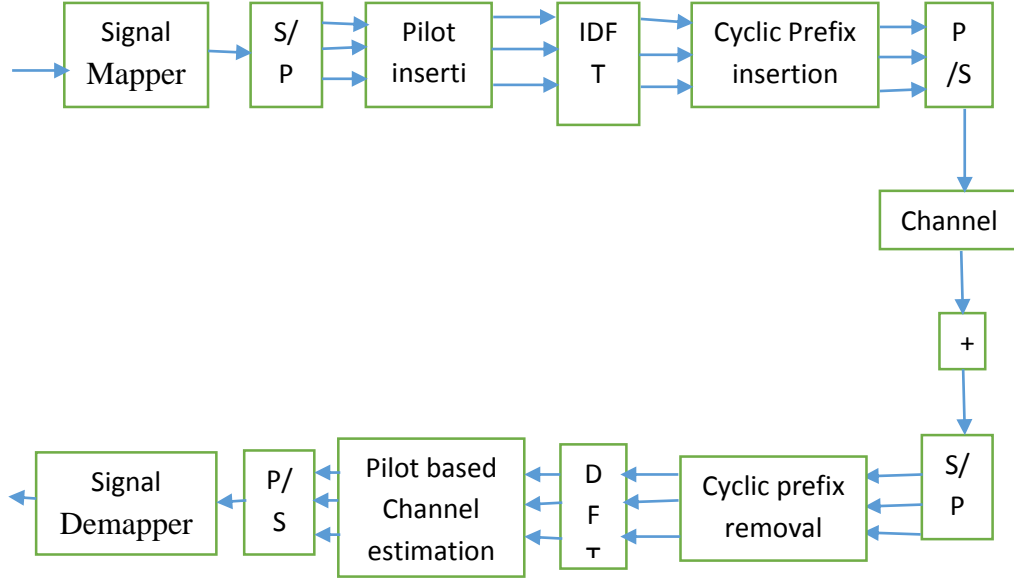 Signal
Mapper
S/
P
Pilot
inserti
IDF
T
Cyclic Prefix
insertion
P
/S
Channel
+
S/
P
Cyclic prefix
removal
D
F
T
Pilot based
Channel
estimation
P/
S
Signal
Demapper